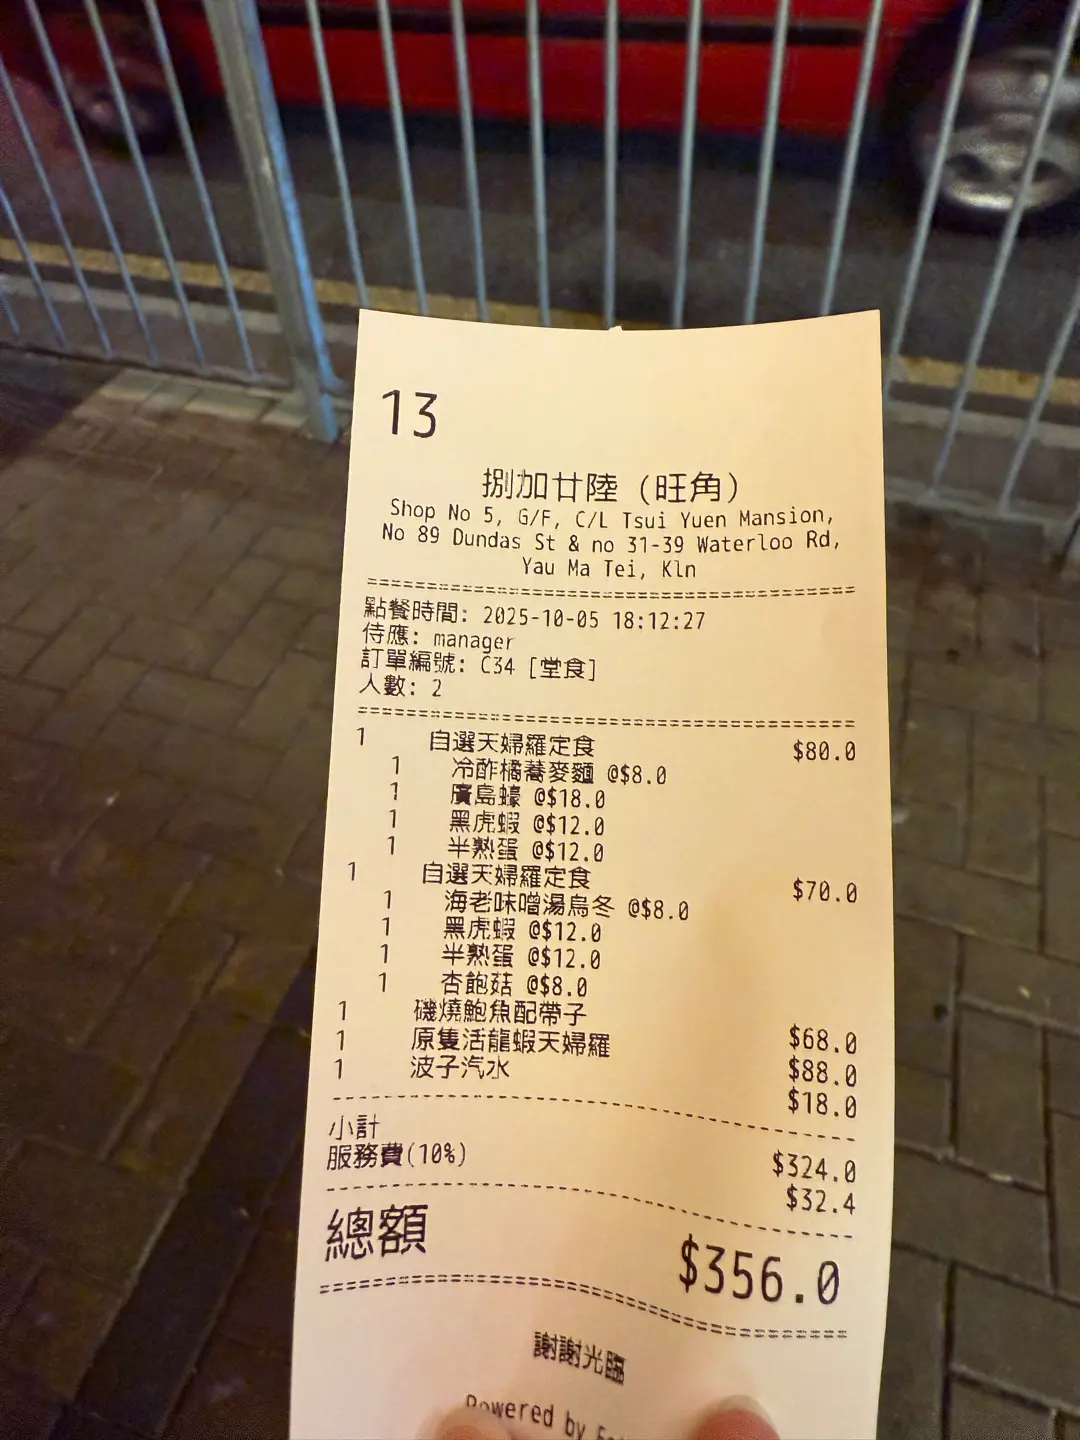 13
捌加廿陸 (旺角)
Shop No 5, G/F, C/L Tsui Yuen Mansion,
No 89 Dundas St & no 31-39 Waterloo Rd,
Yau Ma Tei, Kln
點餐時間: 2025-10-05 18:12:27
侍應: manager
訂單編號: C34 [堂食]
人數: 2
1 自選天婦羅定食 $80.0
1 冷酢橘蕎麥麵 @$8.0
1 廣島蠔 @$18.0
1 黑虎蝦 @$12.0
1 半熟蛋 @$12.0
1 自選天婦羅定食 $70.0
1 海老味噌湯烏冬 @$8.0
1 黑虎蝦 @$12.0
1 半熟蛋 @$12.0
1 杏鮑菇 @$8.0
1 磯燒鮑魚配帶子 $68.0
1 原隻活龍蝦天婦羅 $88.0
1 波子汽水 $18.0
小計 $324.0
服務費(10%) $32.4
總額 $356.0
謝謝光臨
Powered by